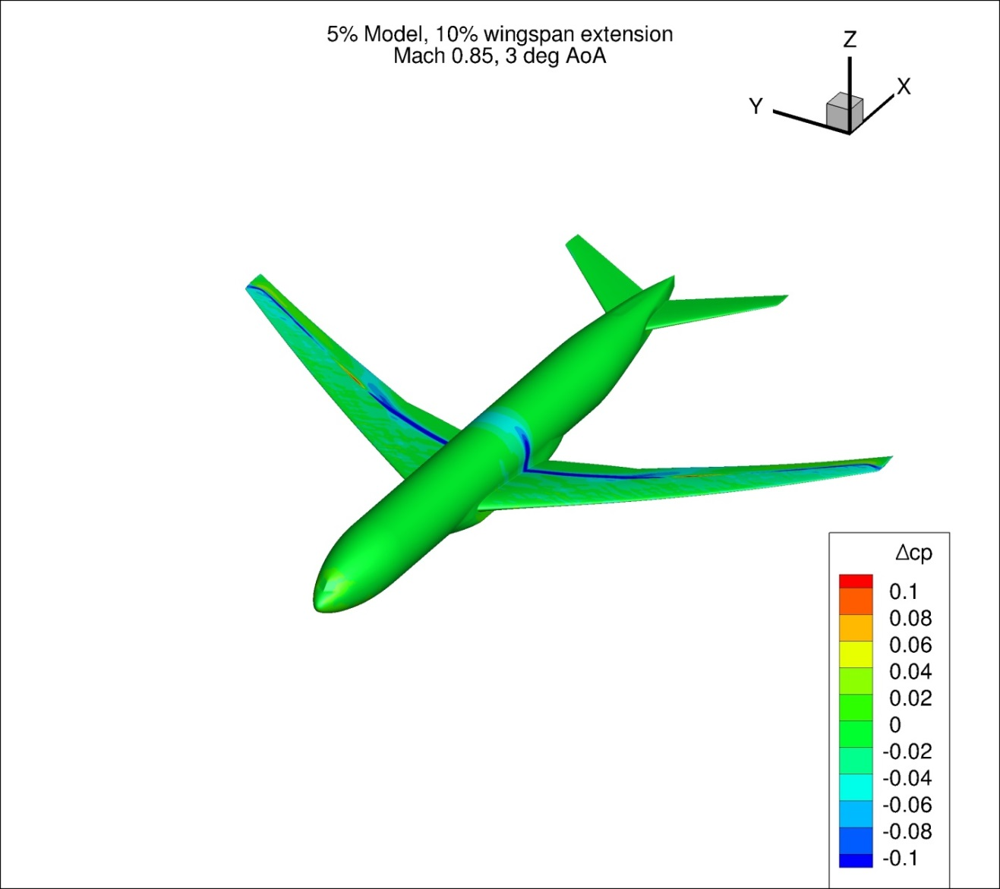 5% Model, 10% wingspan extension
Mach 0.85, 3 deg AoA
Z
X
Y
Δcp
0.1
0.08
0.06
0.04
0.02
0
-0.02
-0.04
-0.06
-0.08
-0.1